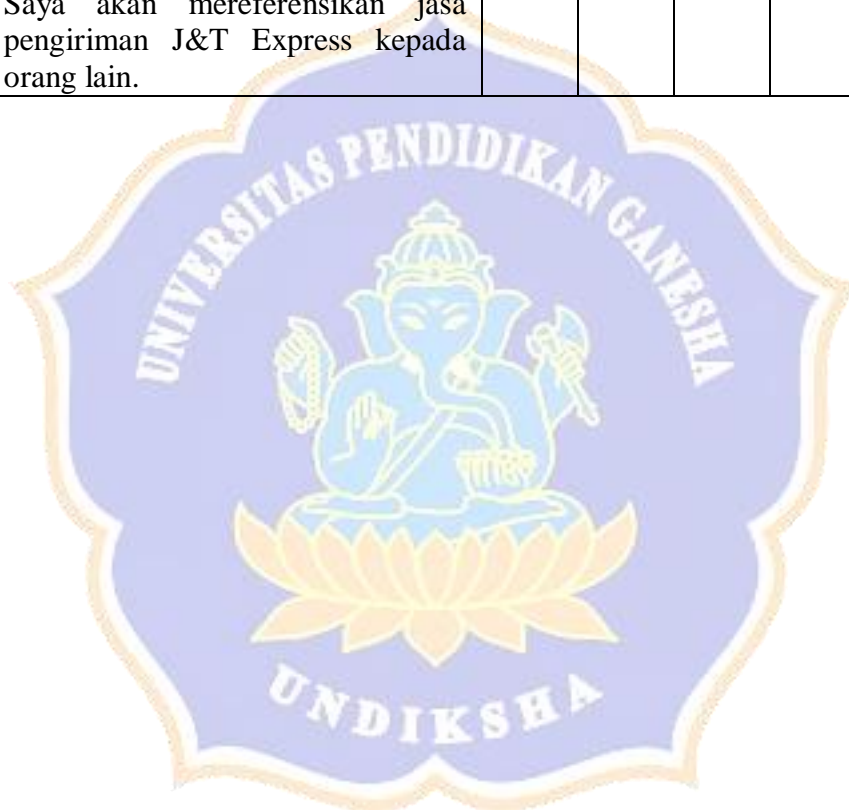 Saya akan mereferensikan jasa
pengiriman J&T Express kepada
orang lain.
UNIVERSITAS PENDIDIKAN GANESHA
UNDIKSHA